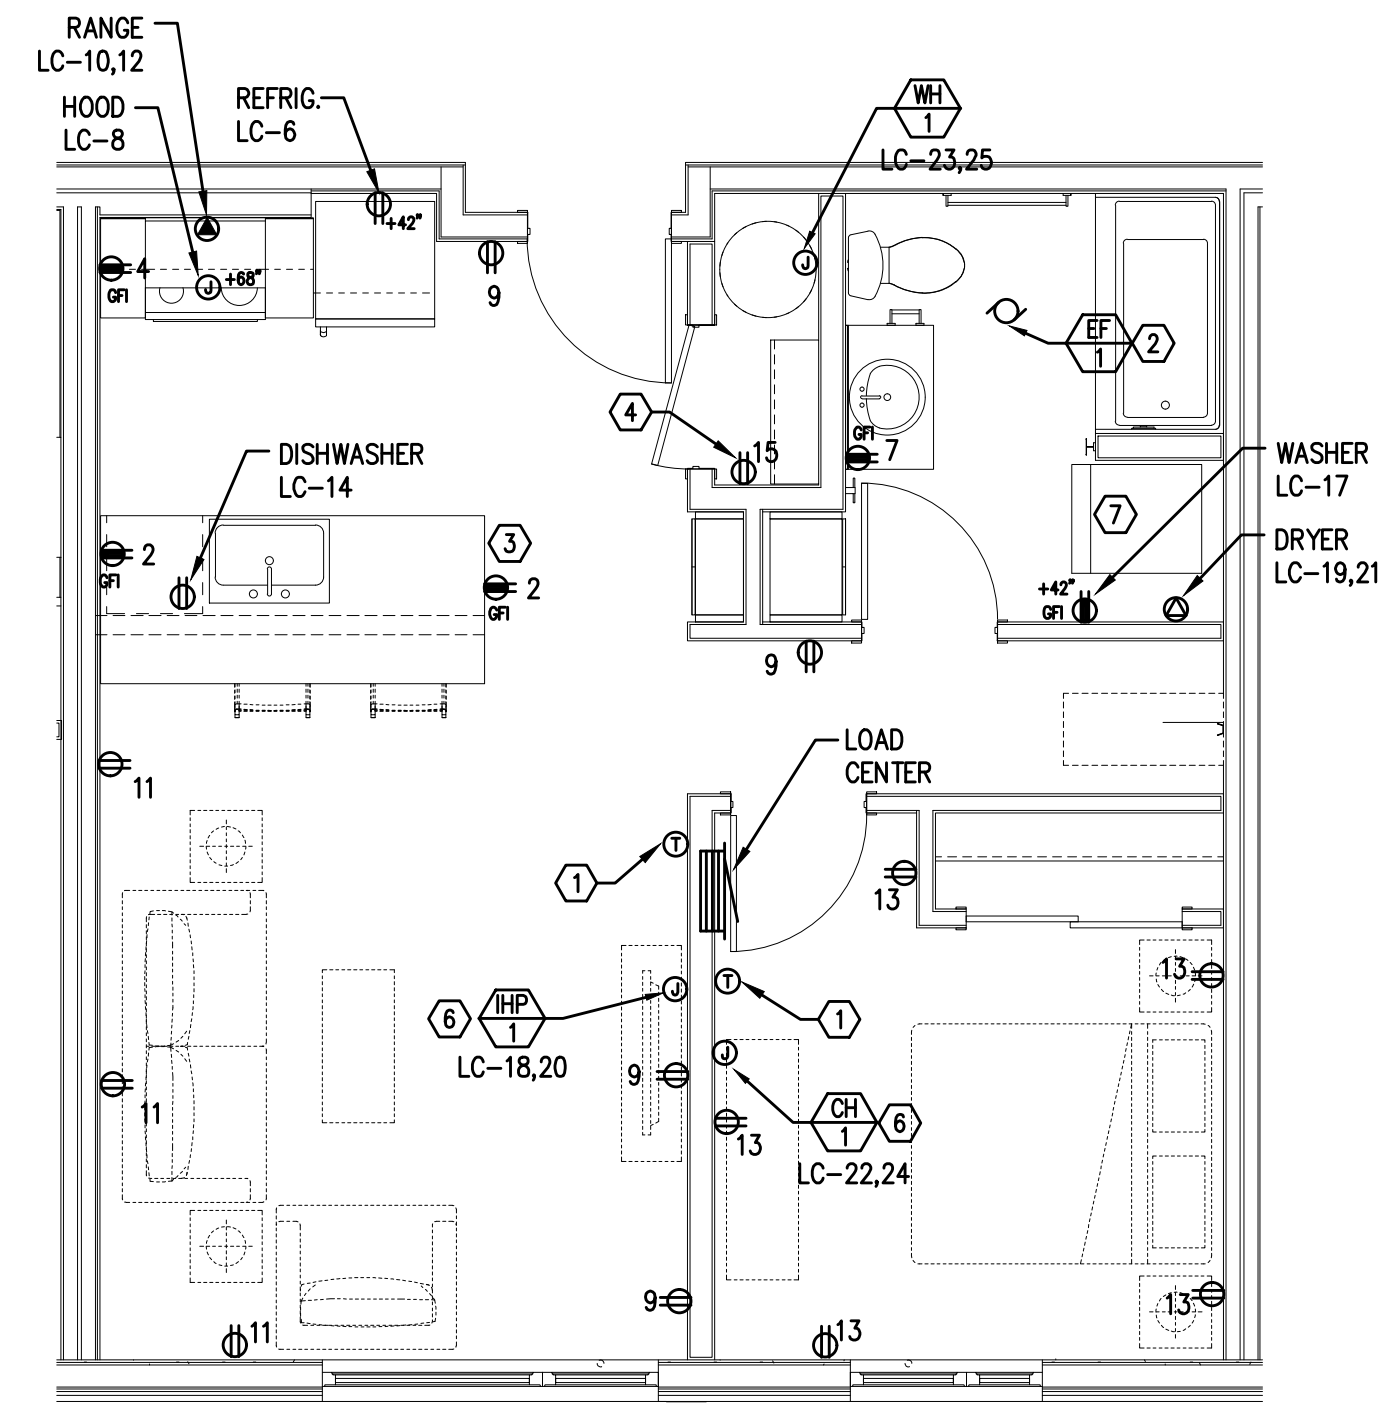 RANGE
LC-10,12
HOOD
LC-8
REFRIG.
LC-6
WH
1
LC-23,25
+42"
4
GFI
J
+68"
9
J
EF
1
2
4
15
GFI
7
DISHWASHER
LC-14
WASHER
LC-17
7
3
DRYER
LC-19,21
2
GFI
2
GFI
+42"
GFI
9
LOAD
CENTER
11
T
1
13
13
J
T
6
IHP
1
LC-18,20
1
J
9
11
CH
1
6
13
LC-22,24
9
13
11
13